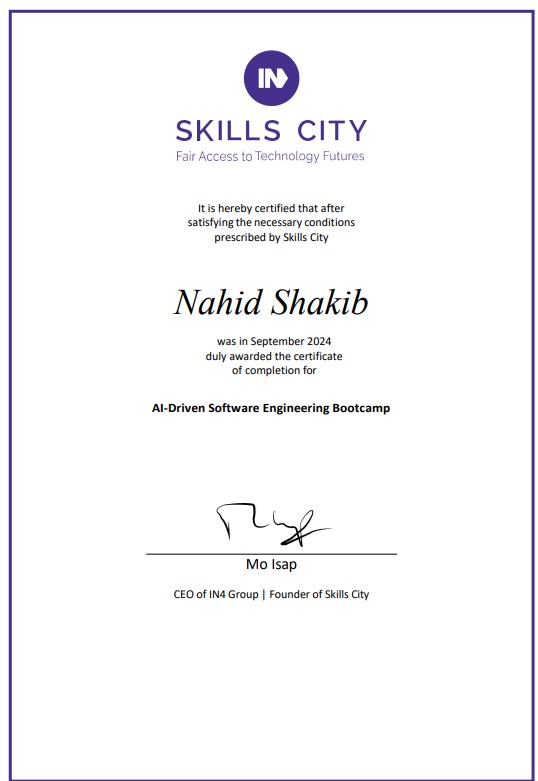 IN
SKILLS CITY
Fair Access to Technology Futures
It is hereby certified that after
satisfying the necessary conditions
prescribed by Skills City
Nahid Shakib
was in September 2024
duly awarded the certificate
of completion for
AI-Driven Software Engineering Bootcamp
Mo Isap
CEO of IN4 Group | Founder of Skills City